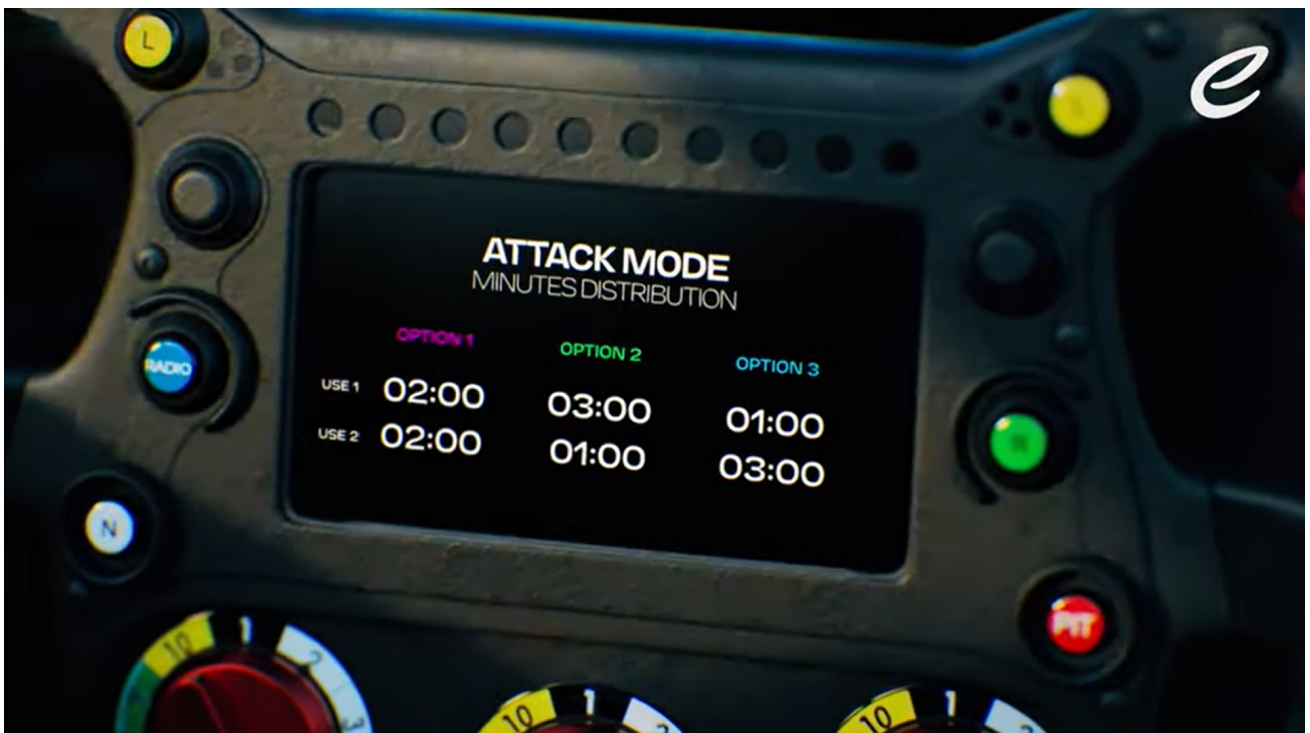 L
ATTACK MODE
MINUTES DISTRIBUTION
OPTION 1 OPTION 2 OPTION 3
USE 1 02:00 03:00 01:00
USE 2 02:00 01:00 03:00
RADIO
N
PIT
10 1 2 3
10 1 2
10 1 2